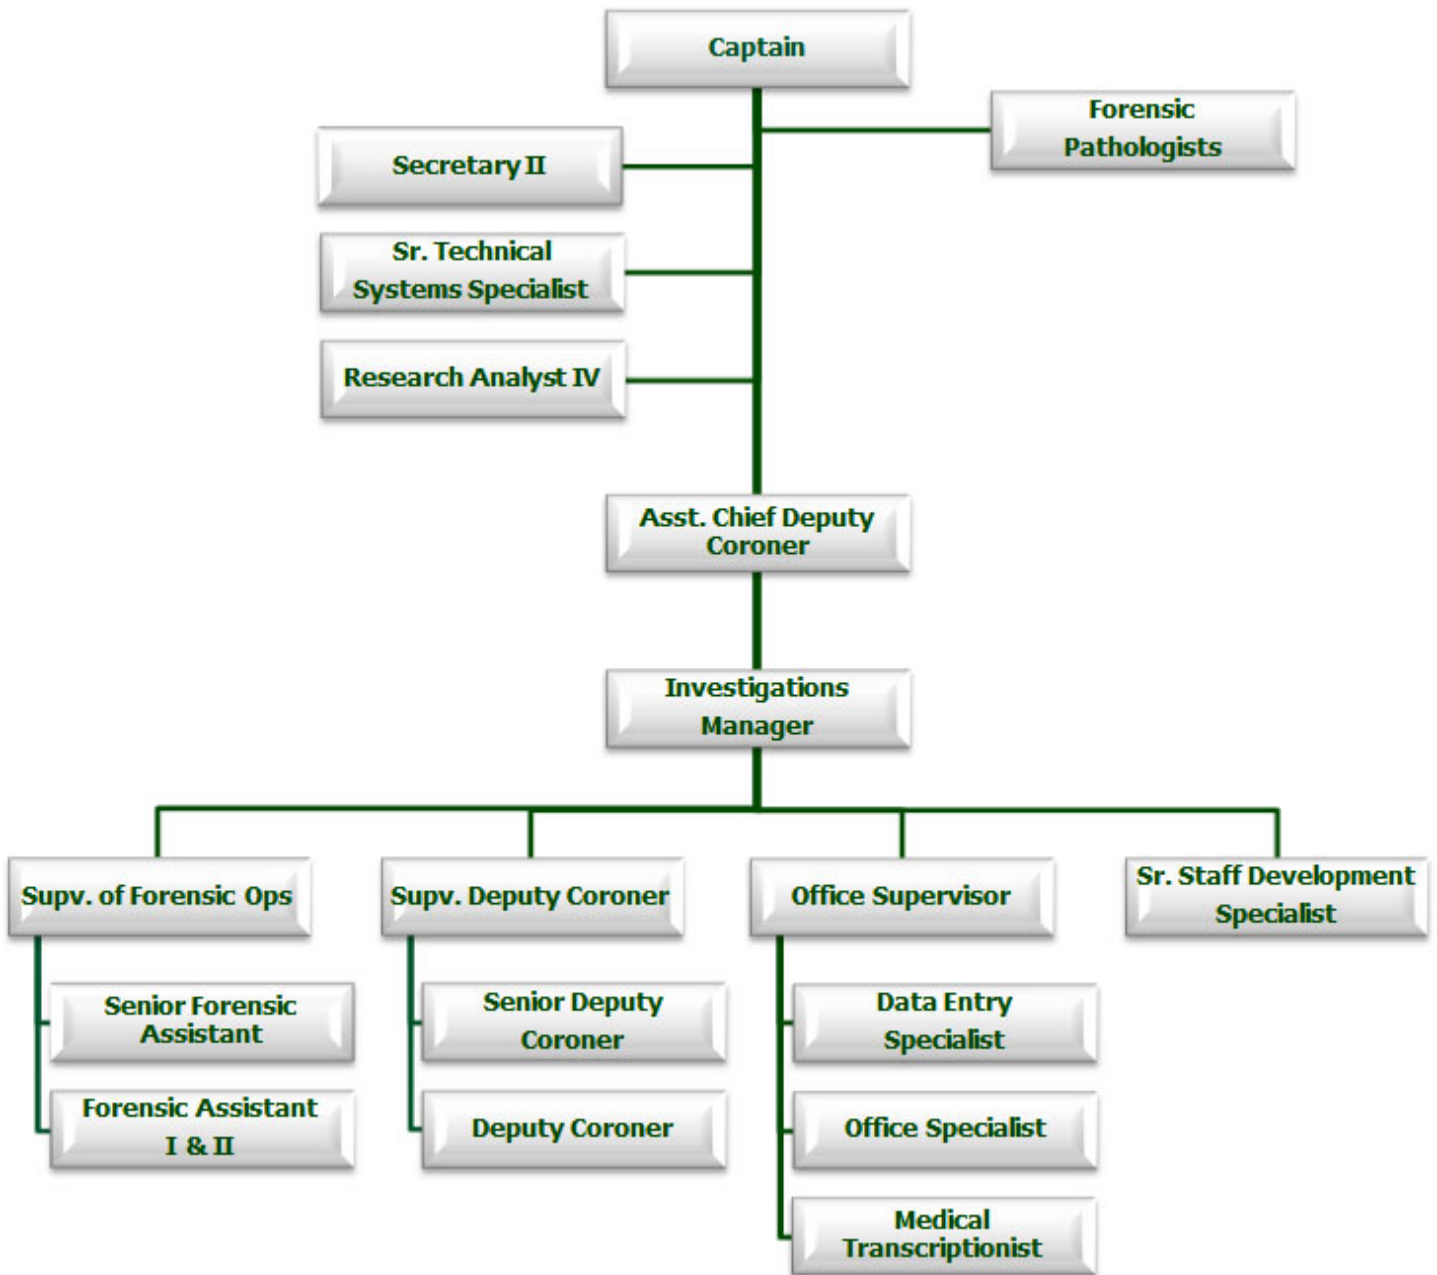 Captain
Forensic
Pathologists
Secretary II
Sr. Technical
Systems Specialist
Research Analyst IV
Asst. Chief Deputy
Coroner
Investigations
Manager
Supv. of Forensic Ops
Supv. Deputy Coroner
Office Supervisor
Sr. Staff Development
Specialist
Senior Forensic
Assistant
Forensic Assistant
I & II
Senior Deputy
Coroner
Deputy Coroner
Data Entry
Specialist
Office Specialist
Medical
Transcriptionist